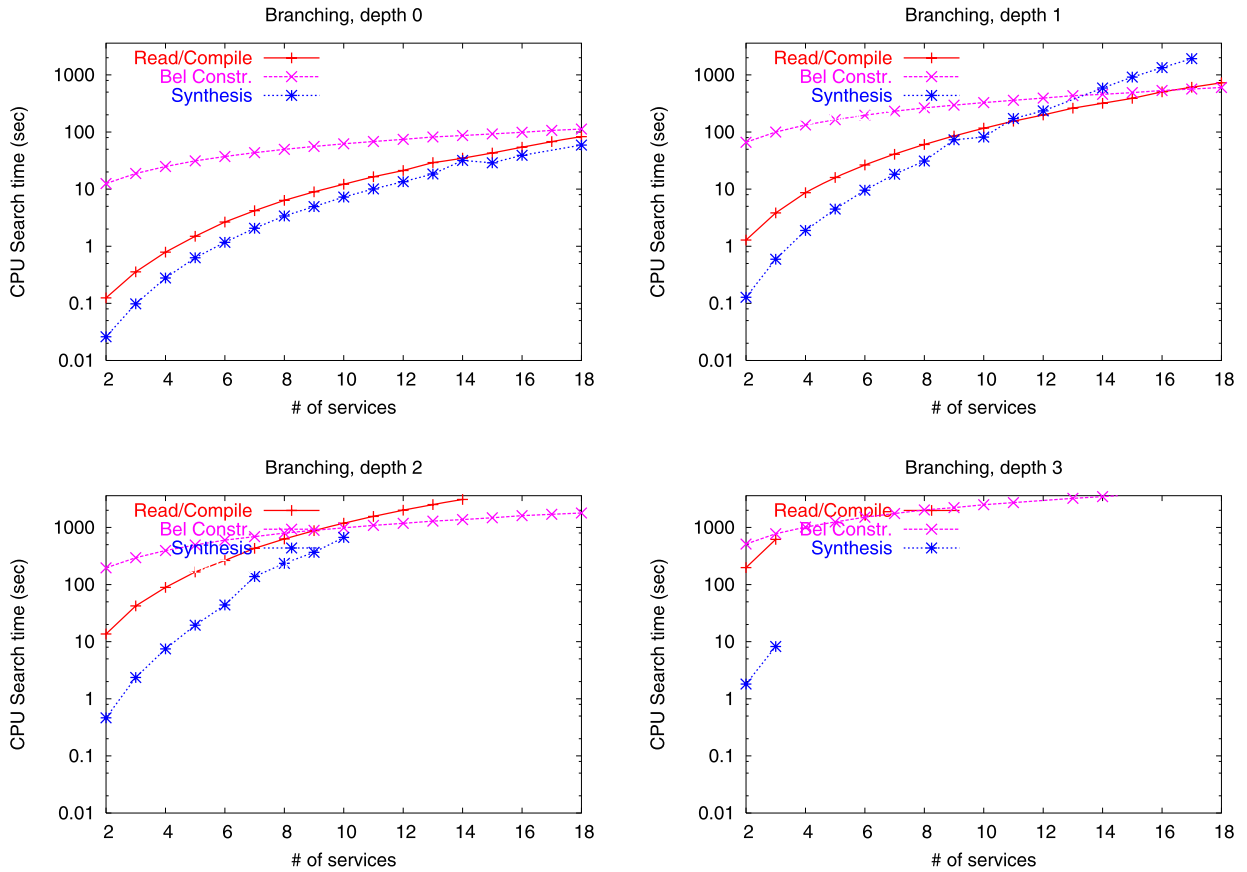 Branching, depth 0
Read/Compile
Bel Constr.
Synthesis
1000
100
10
1
0.1
0.01
CPU Search time (sec)
2 4 6 8 10 12 14 16 18
# of services
Branching, depth 1
Read/Compile
Bel Constr.
Synthesis
1000
100
10
1
0.1
0.01
CPU Search time (sec)
2 4 6 8 10 12 14 16 18
# of services
Branching, depth 2
Read/Compile
Bel Constr.
Synthesis
1000
100
10
1
0.1
0.01
CPU Search time (sec)
2 4 6 8 10 12 14 16 18
# of services
Branching, depth 3
Read/Compile
Bel Constr.
Synthesis
1000
100
10
1
0.1
0.01
CPU Search time (sec)
2 4 6 8 10 12 14 16 18
# of services